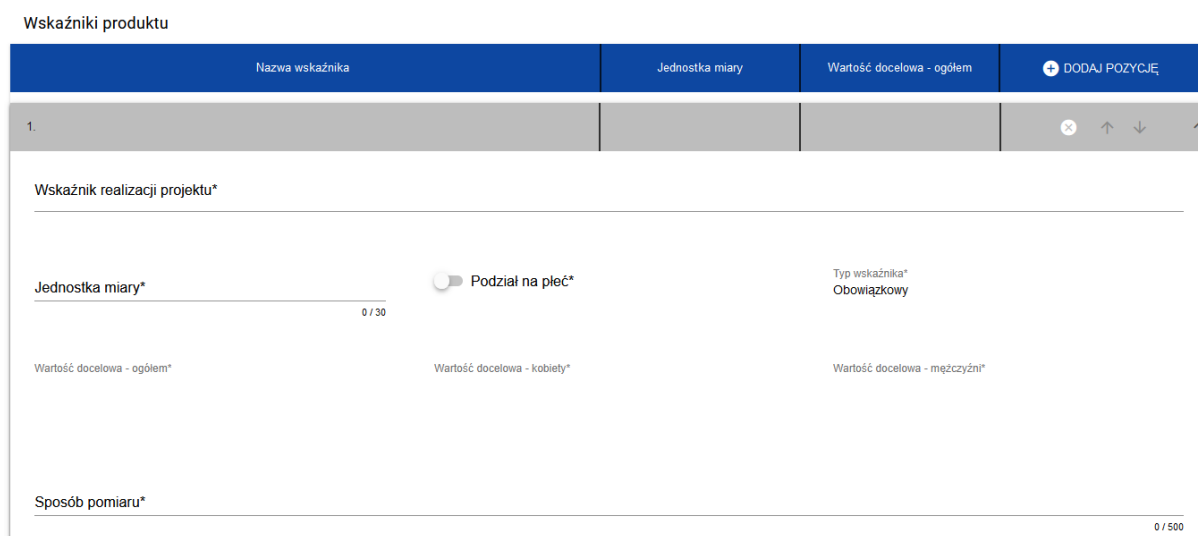 Wskaźniki produktu
Nazwa wskaźnika Jednostka miary Wartość docelowa - ogółem DODAJ POZYCJĘ
1.
Wskaźnik realizacji projektu*
Typ wskaźnika*
Jednostka miary* Podział na płeć* Obowiązkowy
0 / 30
Wartość docelowa - ogółem* Wartość docelowa - kobiety* Wartość docelowa - mężczyźni*
Sposób pomiaru*
0 / 500